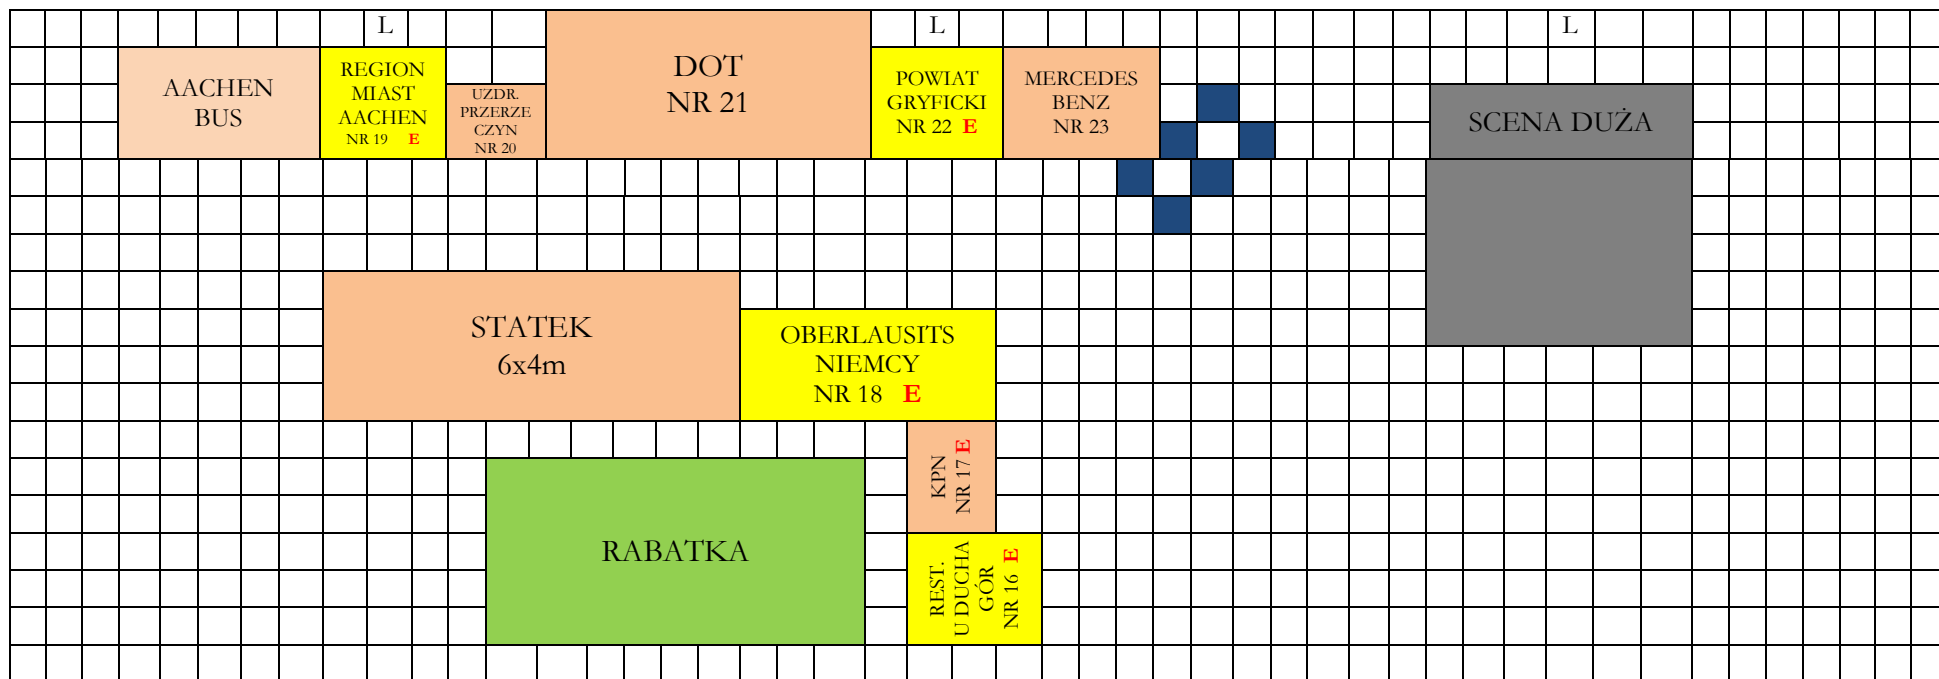 L
L
L
AACHEN
BUS
REGION
MIAST
AACHEN
NR 19 E
UZDR.
PRZERZE
CZYN
NR 20
DOT
NR 21
POWIAT
GRYFICKI
NR 22 E
MERCEDES
BENZ
NR 23
SCENA DUŻA
STATEK
6x4m
OBERLAUSITS
NIEMCY
NR 18 E
KPN
NR 17 E
RABATKA
REST.
U DUCHA
GÓR
NR 16 E